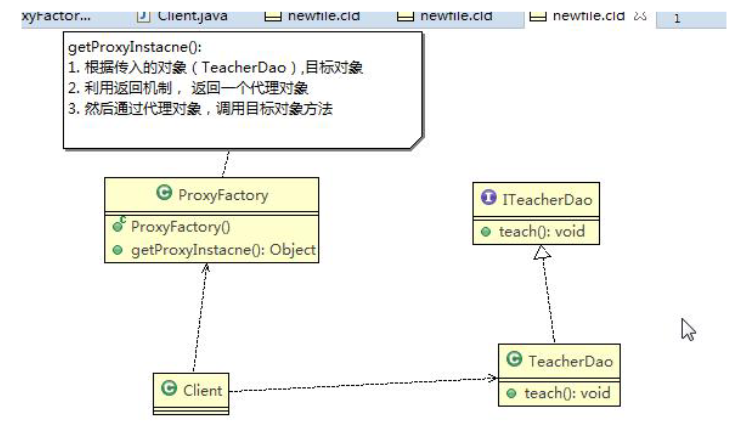 xyFactor...
Client.java
newfile.cld
newfile.cld
newfile.cld
1
getProxyInstacne():
1. 根据传入的对象 ( TeacherDao ) ,目标对象
2. 利用返回机制， 返回一个代理对象
3. 然后通过代理对象，调用目标对象方法
ProxyFactory
ProxyFactory()
getProxyInstacne(): Object
ITeacherDao
teach(): void
TeacherDao
teach(): void
Client